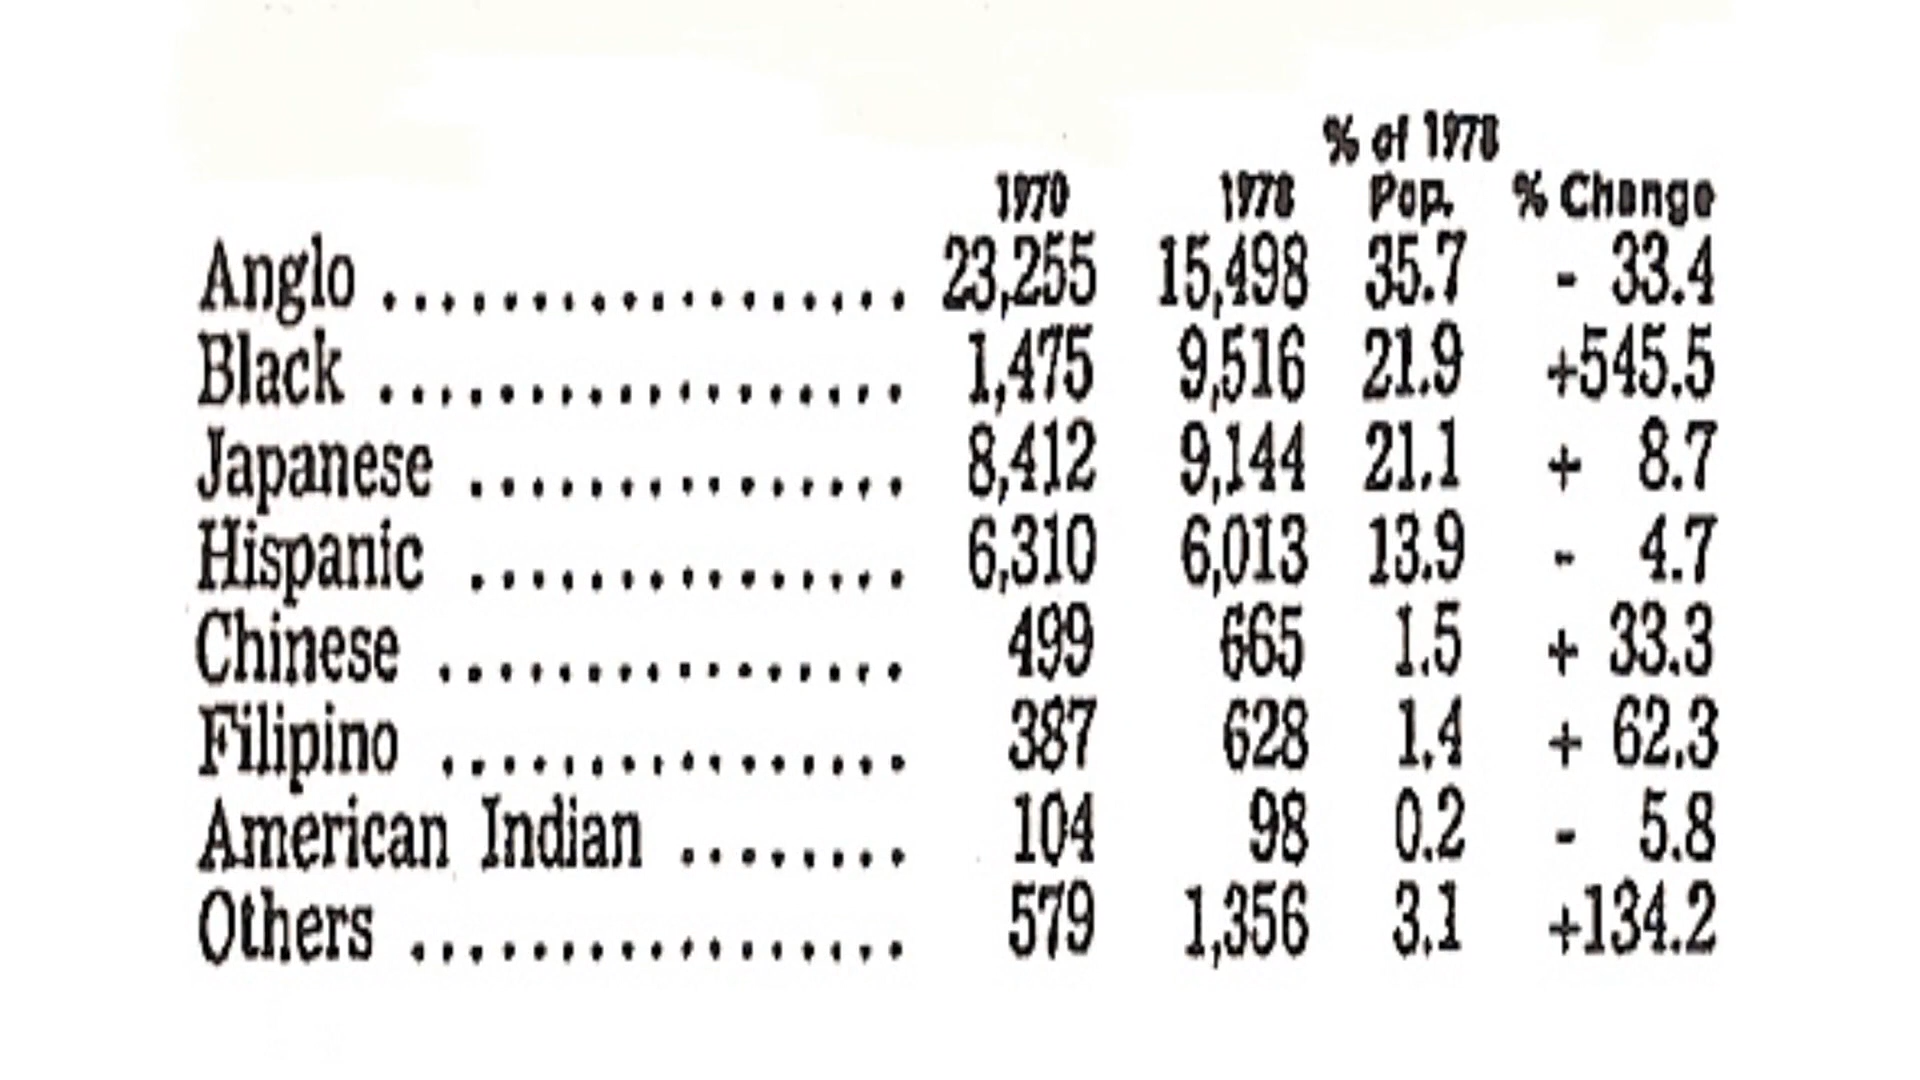 % of 1978
1970 1978 Pop. % Change
Anglo .................. 23,255 15,498 35.7 - 33.4
Black .................. 1,475 9,516 21.9 +545.5
Japanese ............... 8,412 9,144 21.1 + 8.7
Hispanic ............... 6,310 6,013 13.9 - 4.7
Chinese ................ 499 665 1.5 + 33.3
Filipino ................ 387 628 1.4 + 62.3
American Indian ........ 104 98 0.2 - 5.8
Others ................. 579 1,356 3.1 +134.2